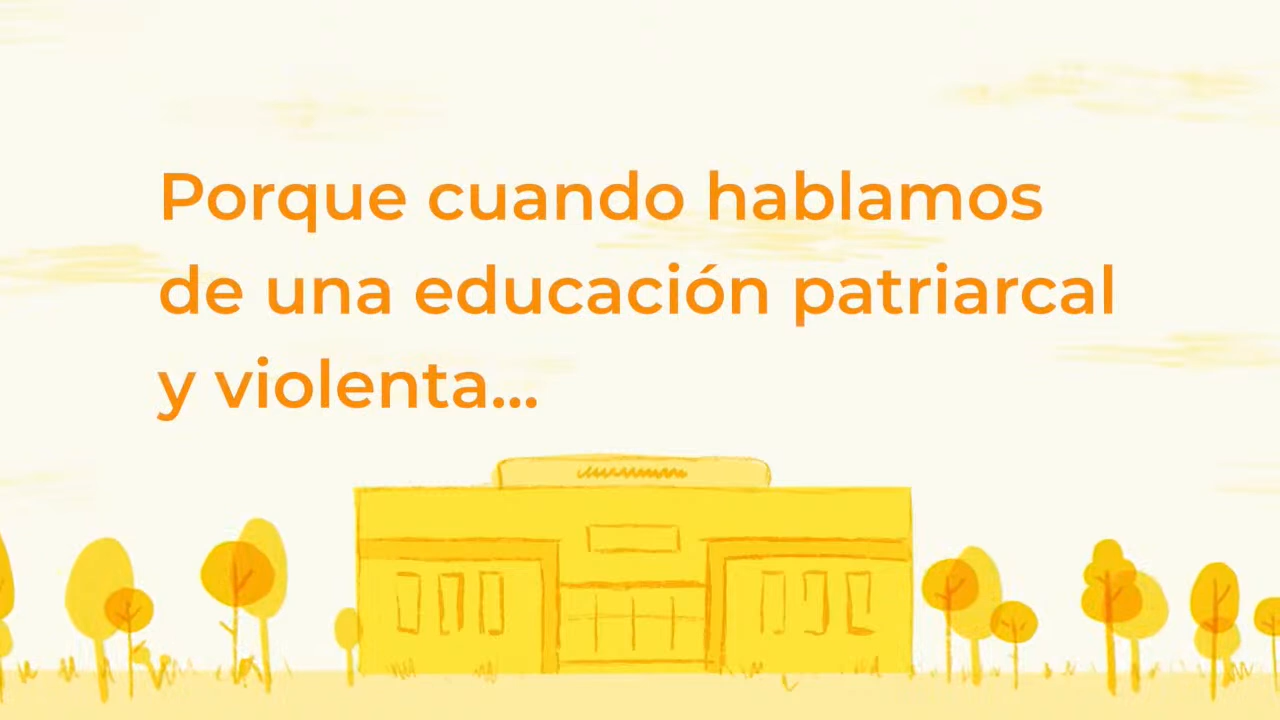 Porque cuando hablamos
de una educación patriarcal
y violenta...